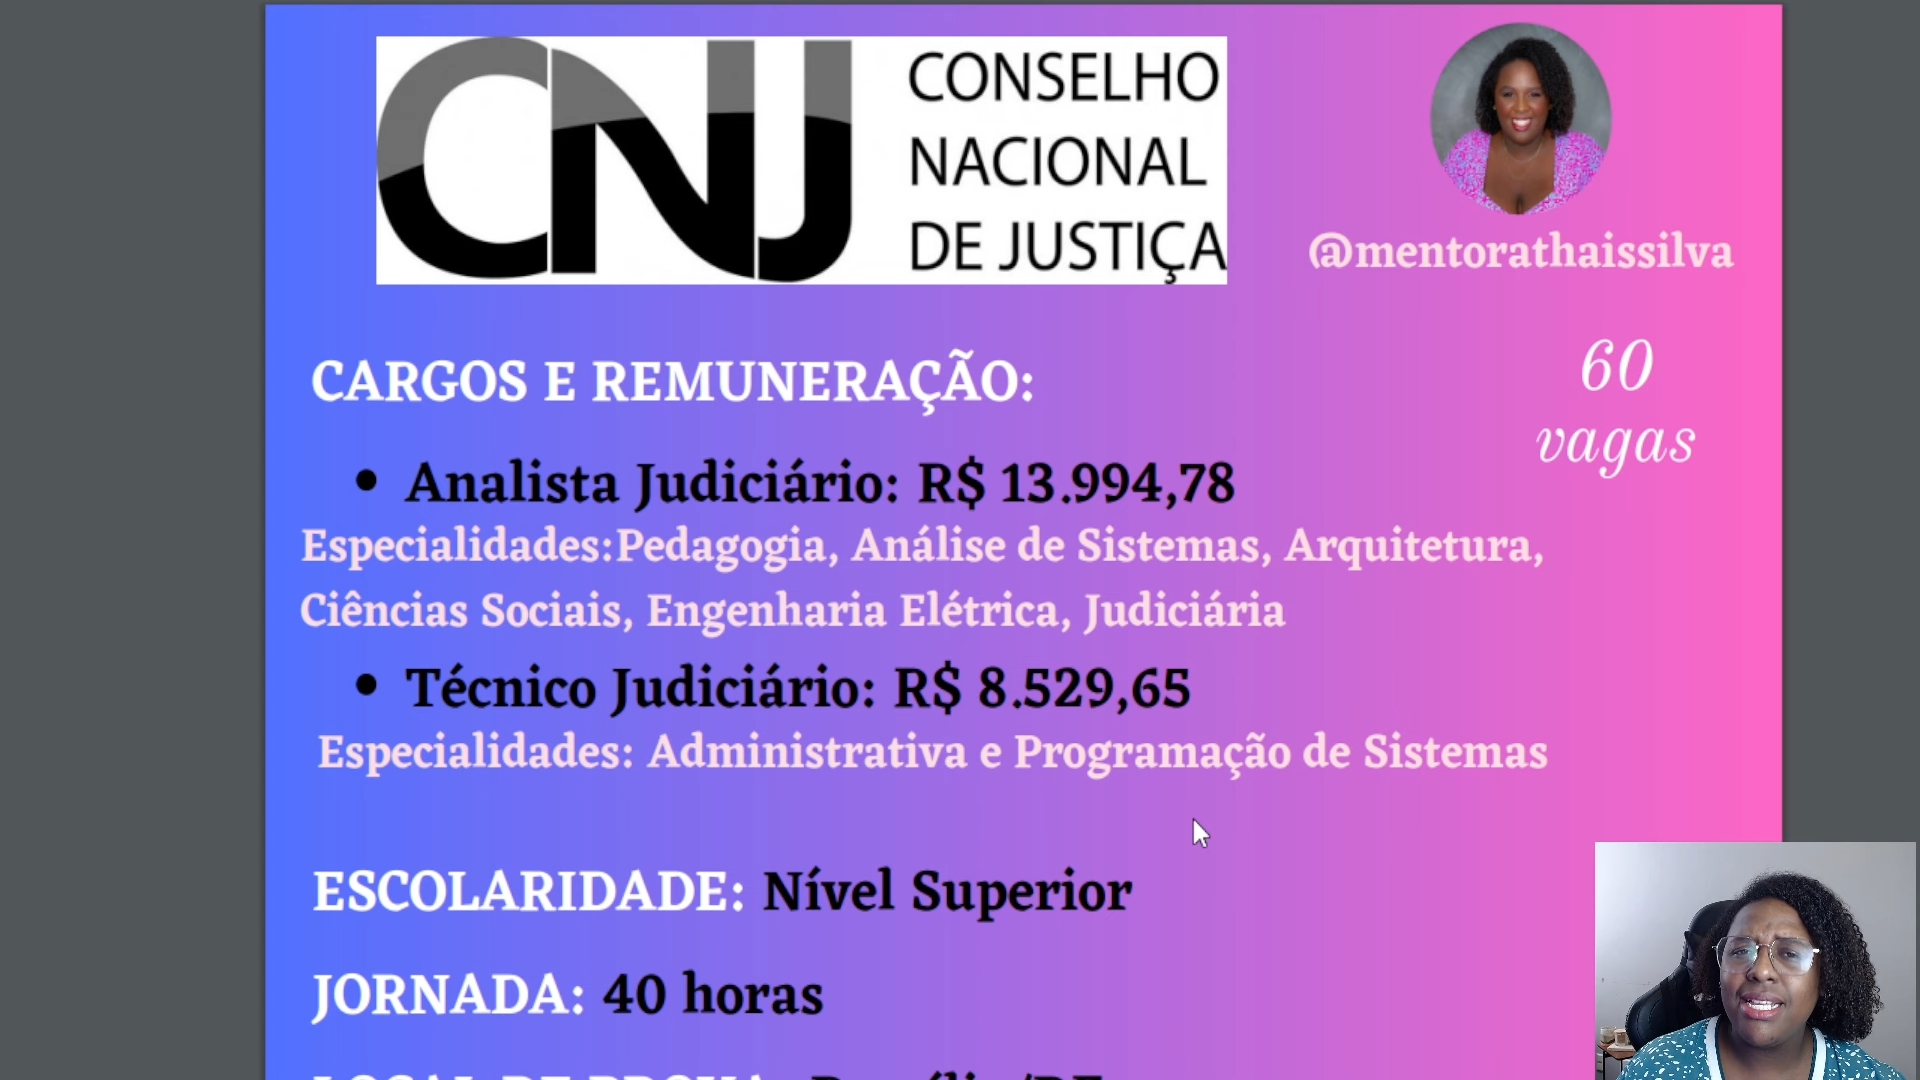 CNJ
CONSELHO
NACIONAL
DE JUSTIÇA
@mentorathaissilva
60
vagas
CARGOS E REMUNERAÇÃO:
• Analista Judiciário: R$ 13.994,78
Especialidades:Pedagogia, Análise de Sistemas, Arquitetura,
Ciências Sociais, Engenharia Elétrica, Judiciária
• Técnico Judiciário: R$ 8.529,65
Especialidades: Administrativa e Programação de Sistemas
ESCOLARIDADE: Nível Superior
JORNADA: 40 horas